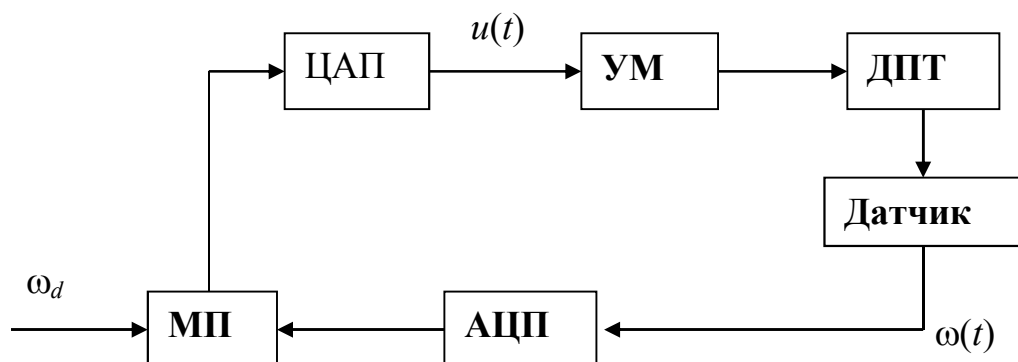 u(t)
ЦАП
УМ
ДПТ
Датчик
ω_d
МП
АЦП
ω(t)